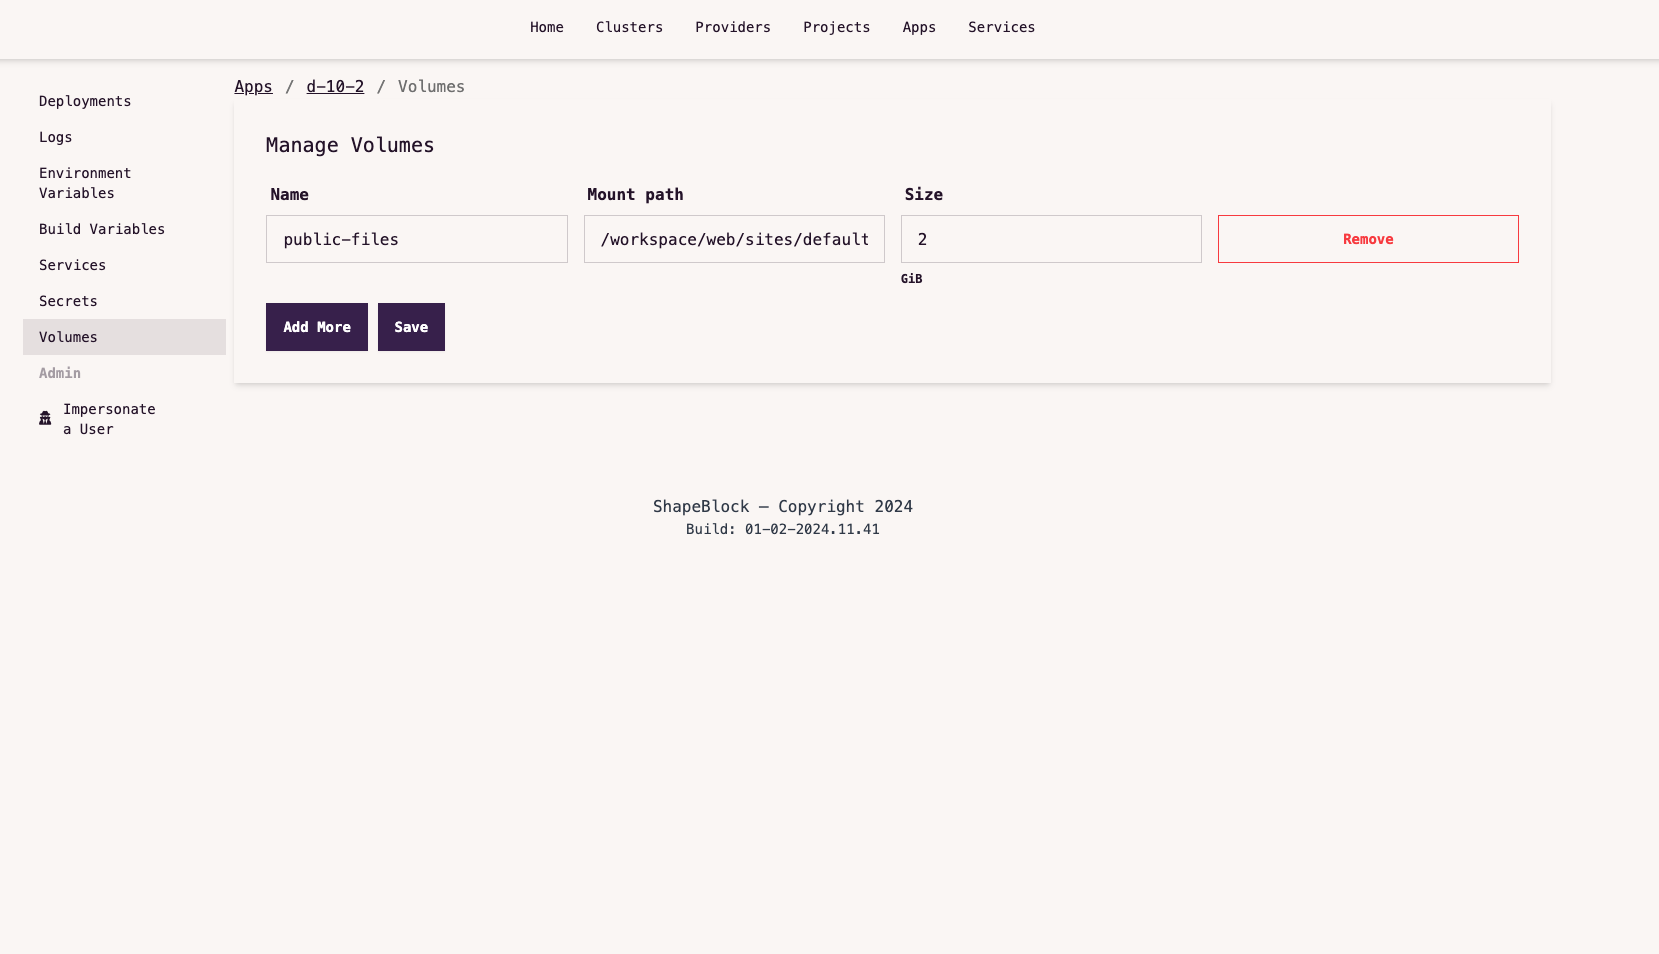 Home Clusters Providers Projects Apps Services
Deployments
Logs
Environment
Variables
Build Variables
Services
Secrets
Volumes
Admin
Impersonate
a User
Apps / d-10-2 / Volumes
Manage Volumes
Name Mount path Size
public-files /workspace/web/sites/default 2 Remove
GiB
Add More Save
ShapeBlock — Copyright 2024
Build: 01-02-2024.11.41